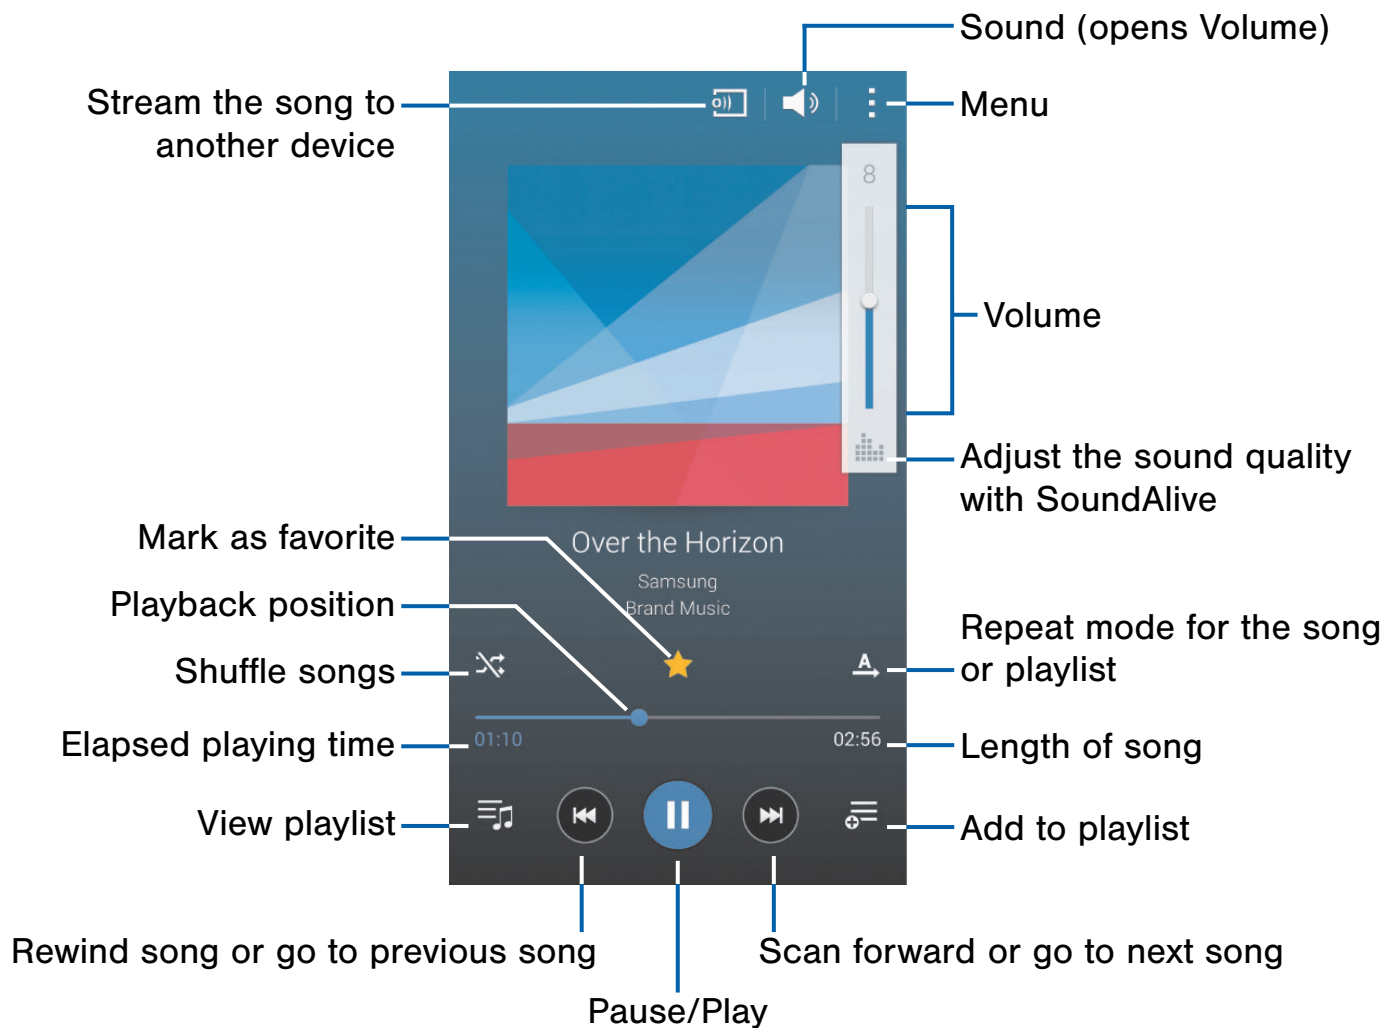 Sound (opens Volume)
Stream the song to
another device
Menu
8
Volume
Adjust the sound quality
with SoundAlive
Mark as favorite
Over the Horizon
Samsung
Brand Music
Playback position
Repeat mode for the song
or playlist
Shuffle songs
A
Elapsed playing time
01:10
02:56
Length of song
View playlist
Add to playlist
Rewind song or go to previous song
Scan forward or go to next song
Pause/Play